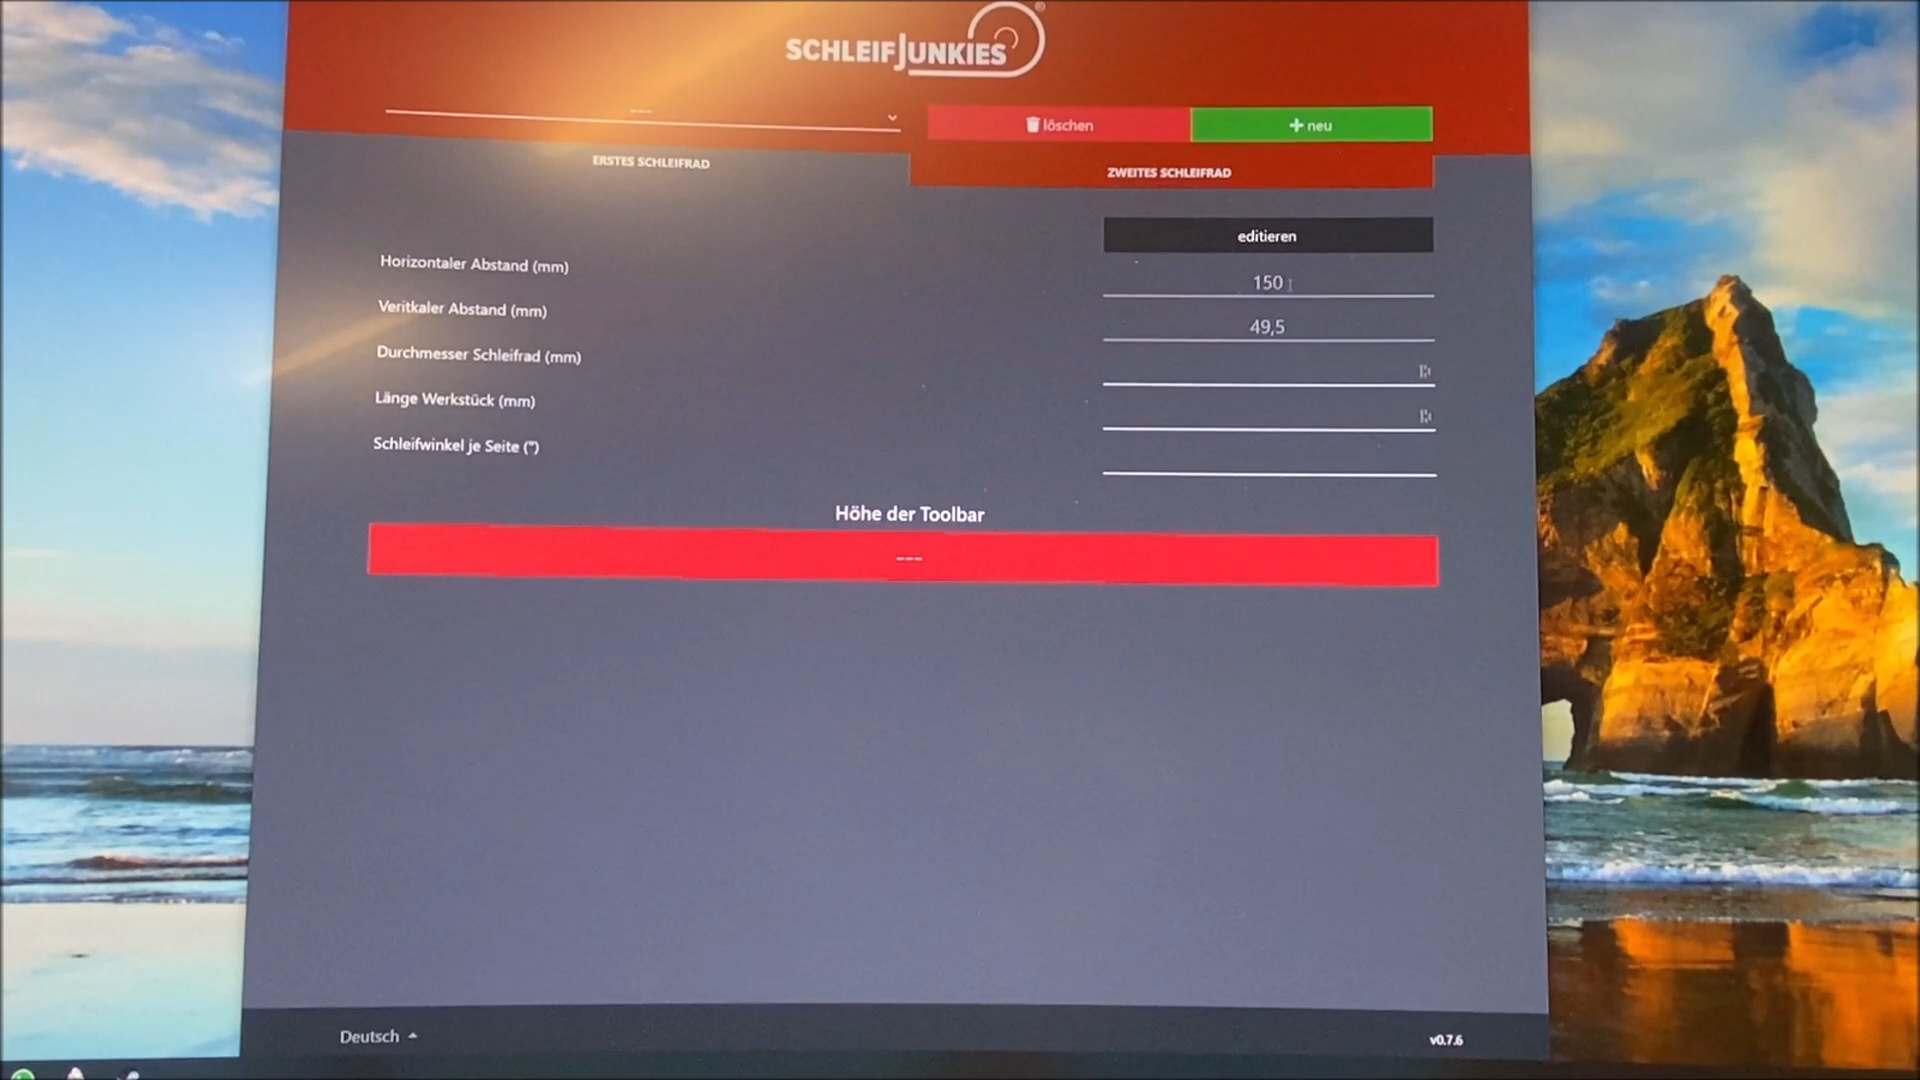 SCHLEIFJUNKIES®
---
löschen
neu
ERSTES SCHLEIFRAD
ZWEITES SCHLEIFRAD
editieren
Horizontaler Abstand (mm)
150
Veritkaler Abstand (mm)
49,5
Durchmesser Schleifrad (mm)
Länge Werkstück (mm)
Schleifwinkel je Seite (°)
Höhe der Toolbar
---
Deutsch
v0.7.6